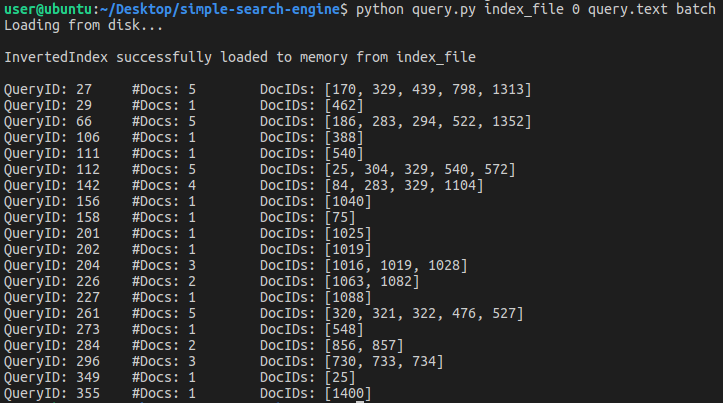 user@ubuntu:~/Desktop/simple-search-engine$ python query.py index_file 0 query.text batch
Loading from disk...
InvertedIndex successfully loaded to memory from index_file
QueryID: 27 #Docs: 5 DocIDs: [170, 329, 439, 798, 1313]
QueryID: 29 #Docs: 1 DocIDs: [462]
QueryID: 66 #Docs: 5 DocIDs: [186, 283, 294, 522, 1352]
QueryID: 106 #Docs: 1 DocIDs: [388]
QueryID: 111 #Docs: 1 DocIDs: [540]
QueryID: 112 #Docs: 5 DocIDs: [25, 304, 329, 540, 572]
QueryID: 142 #Docs: 4 DocIDs: [84, 283, 329, 1104]
QueryID: 156 #Docs: 1 DocIDs: [1040]
QueryID: 158 #Docs: 1 DocIDs: [75]
QueryID: 201 #Docs: 1 DocIDs: [1025]
QueryID: 202 #Docs: 1 DocIDs: [1019]
QueryID: 204 #Docs: 3 DocIDs: [1016, 1019, 1028]
QueryID: 226 #Docs: 2 DocIDs: [1063, 1082]
QueryID: 227 #Docs: 1 DocIDs: [1088]
QueryID: 261 #Docs: 5 DocIDs: [320, 321, 322, 476, 527]
QueryID: 273 #Docs: 1 DocIDs: [548]
QueryID: 284 #Docs: 2 DocIDs: [856, 857]
QueryID: 296 #Docs: 3 DocIDs: [730, 733, 734]
QueryID: 349 #Docs: 1 DocIDs: [25]
QueryID: 355 #Docs: 1 DocIDs: [1400]